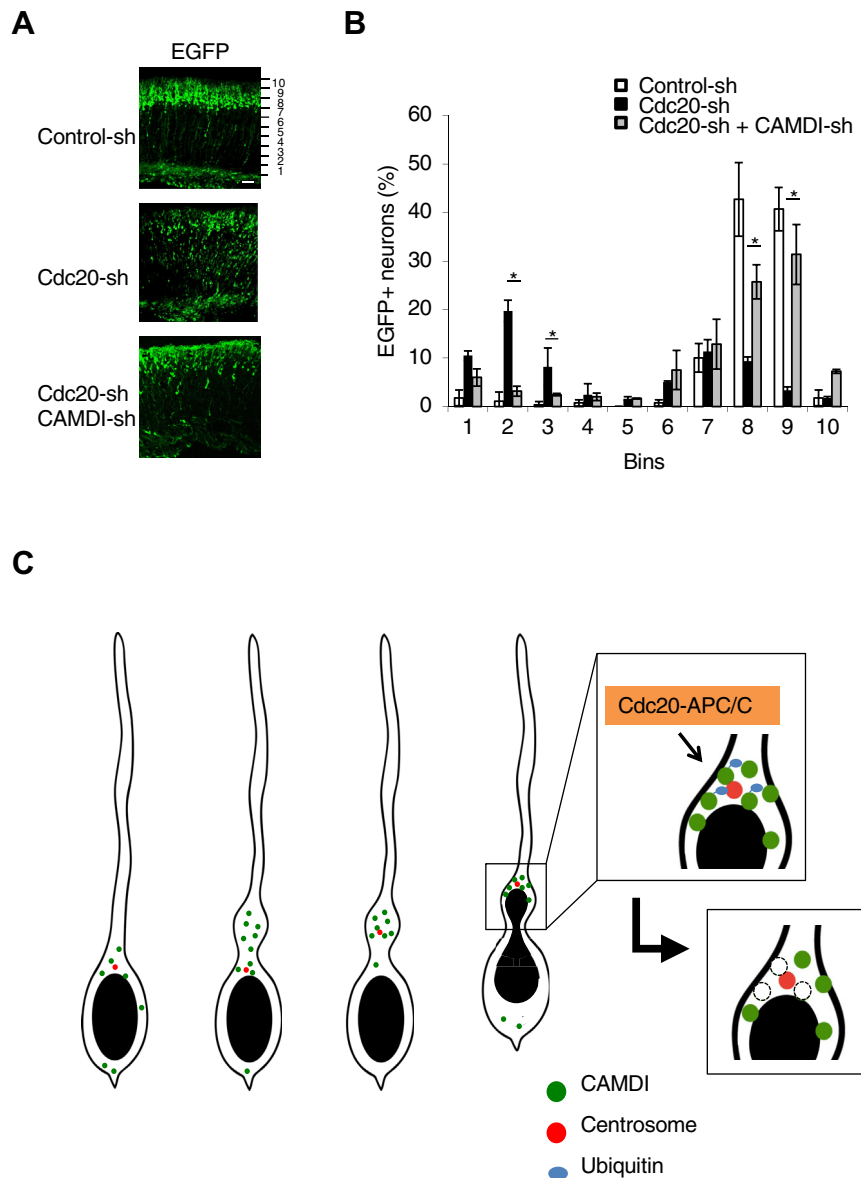 A
EGFP
10
9
8
7
6
5
4
3
2
1
Control-sh
Cdc20-sh
Cdc20-sh
CAMDI-sh
B
Control-sh
Cdc20-sh
Cdc20-sh + CAMDI-sh
EGFP+ neurons (%)
60
50
40
30
20
10
0
* * * *
1 2 3 4 5 6 7 8 9 10
Bins
C
Cdc20-APC/C
CAMDI
Centrosome
Ubiquitin